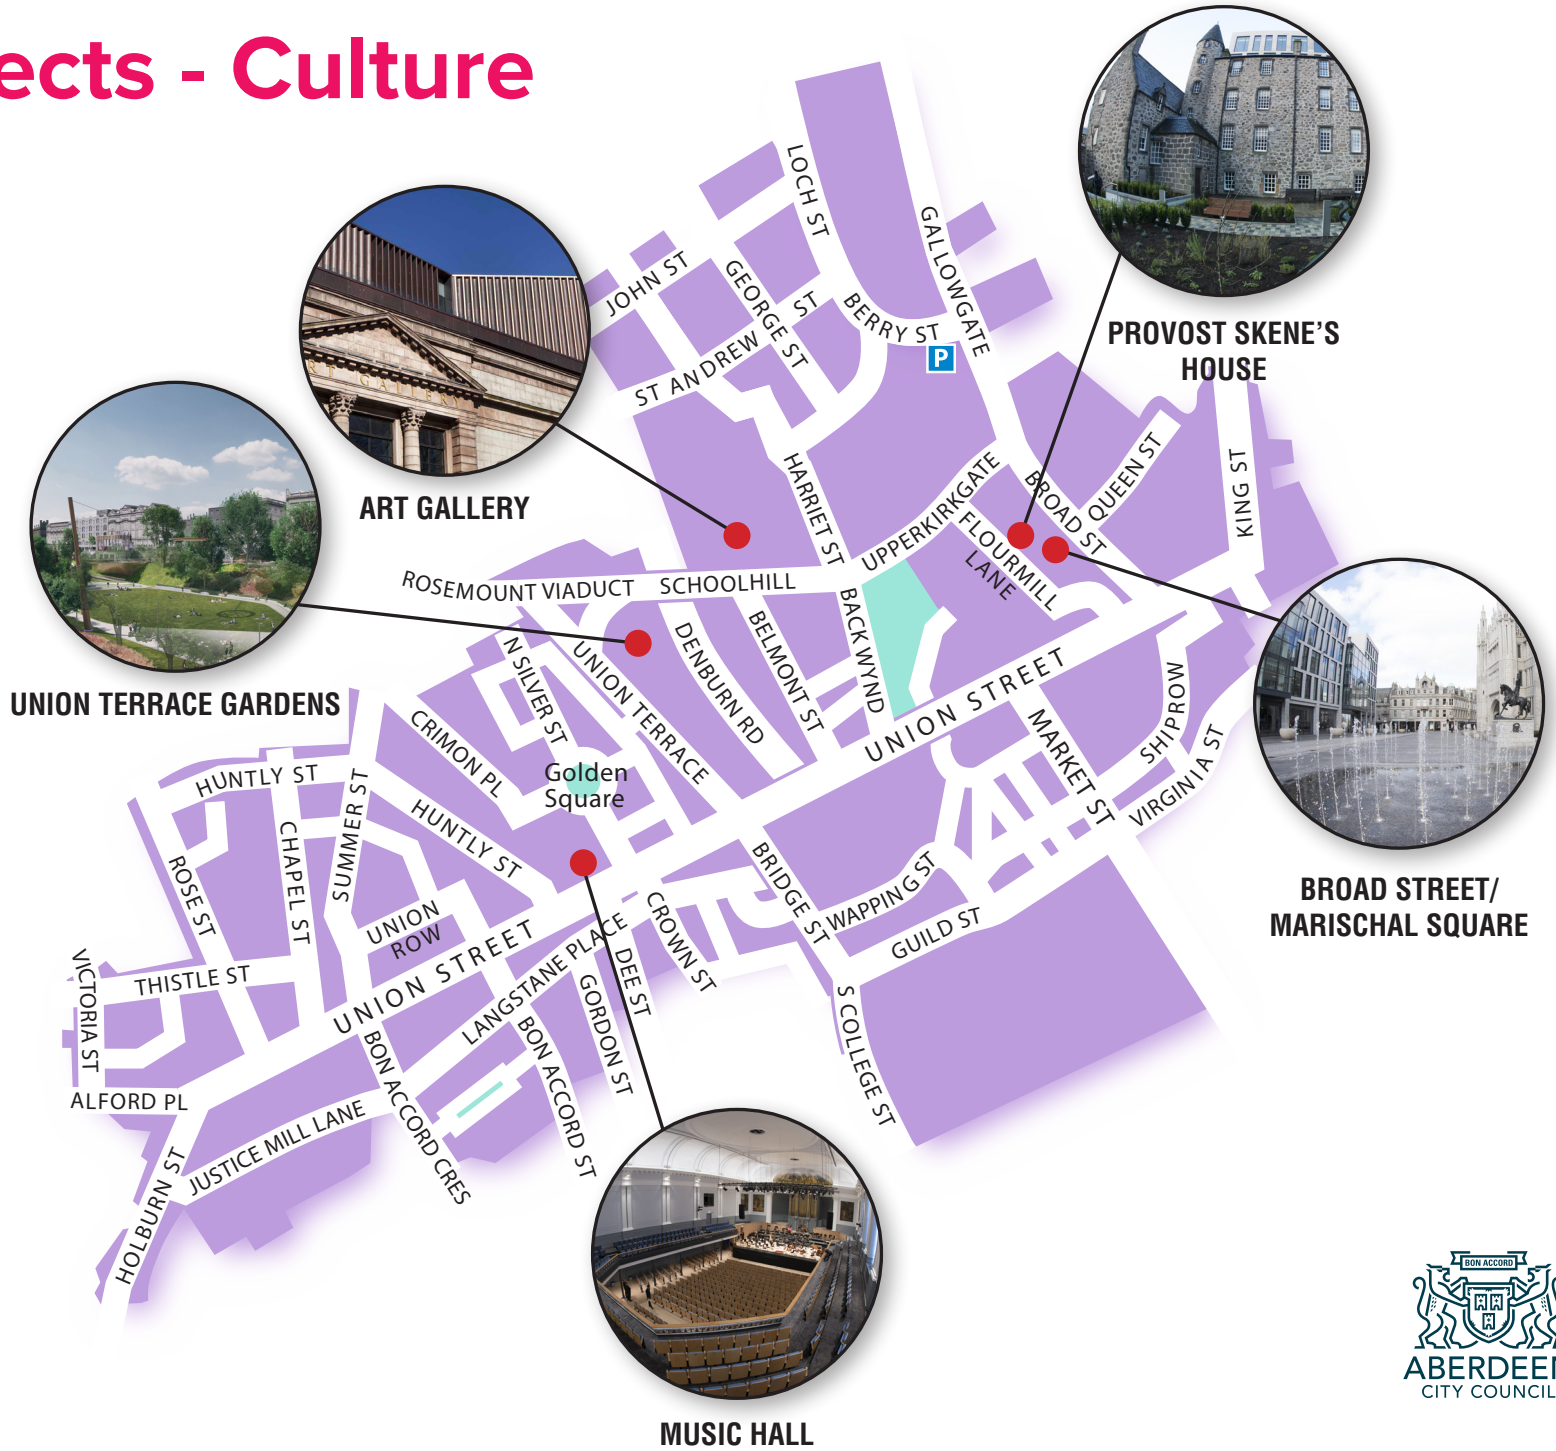 ects - Culture
PROVOST SKENE'S
HOUSE
ART GALLERY
UNION TERRACE GARDENS
BROAD STREET/
MARISCHAL SQUARE
MUSIC HALL
LOCH ST
GALLOWGATE
JOHN ST
GEORGE ST
ST ANDREW ST
BERRY ST
P
HARRIET ST
UPPERKIRKGATE
BROAD ST
QUEEN ST
KING ST
FLOURMILL
LANE
ROSEMOUNT VIADUCT
SCHOOLHILL
BACK WYND
BELMONT ST
DENBURN RD
UNION TERRACE
N SILVER ST
CRIMON PL
Golden
Square
UNION STREET
MARKET ST
SHIPROW
VIRGINIA ST
HUNTLY ST
SUMMER ST
HUNTLY ST
CHAPEL ST
ROSE ST
UNION
ROW
BRIDGE ST
WAPPING ST
GUILD ST
CROWN ST
DEE ST
LANGSTANE PLACE
GORDON ST
UNION STREET
THISTLE ST
VICTORIA ST
ALFORD PL
BON ACCORD ST
BON ACCORD CRES
JUSTICE MILL LANE
HOLBURN ST
S COLLEGE ST
RT GALLERY
BON ACCORD
ABERDEEN
CITY COUNCIL